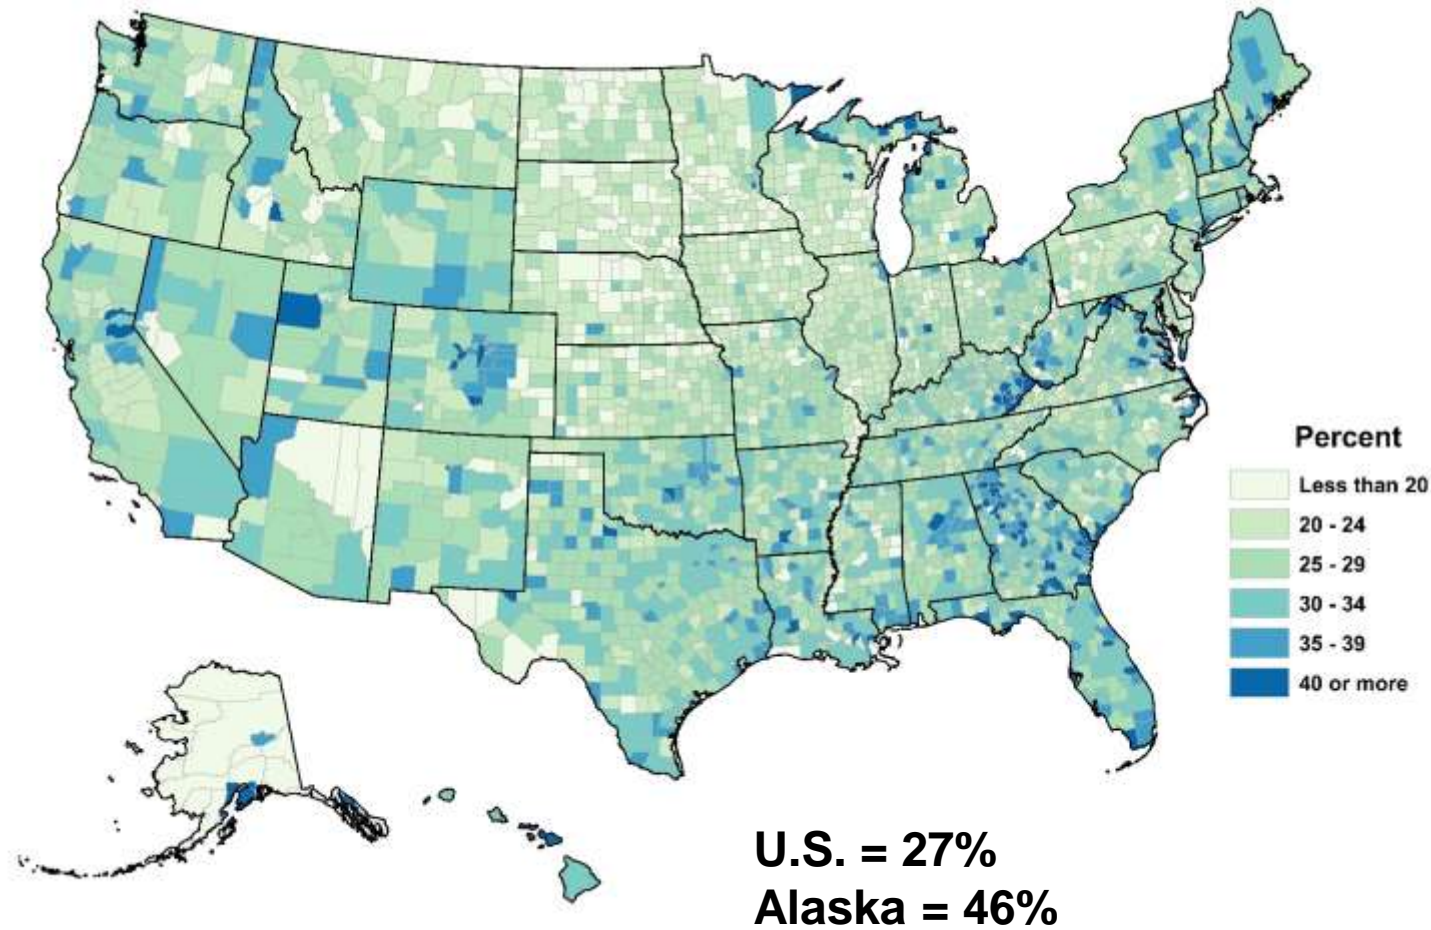 Percent
Less than 20
20 - 24
25 - 29
30 - 34
35 - 39
40 or more
U.S. = 27%
Alaska = 46%